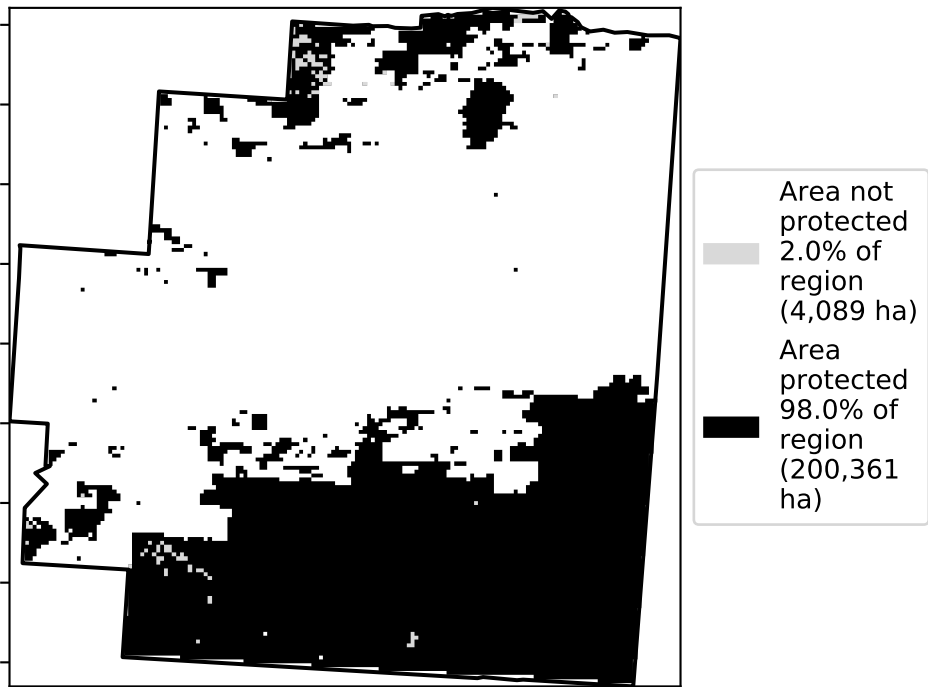 Area not
protected
2.0% of
region
(4,089 ha)
Area
protected
98.0% of
region
(200,361
ha)